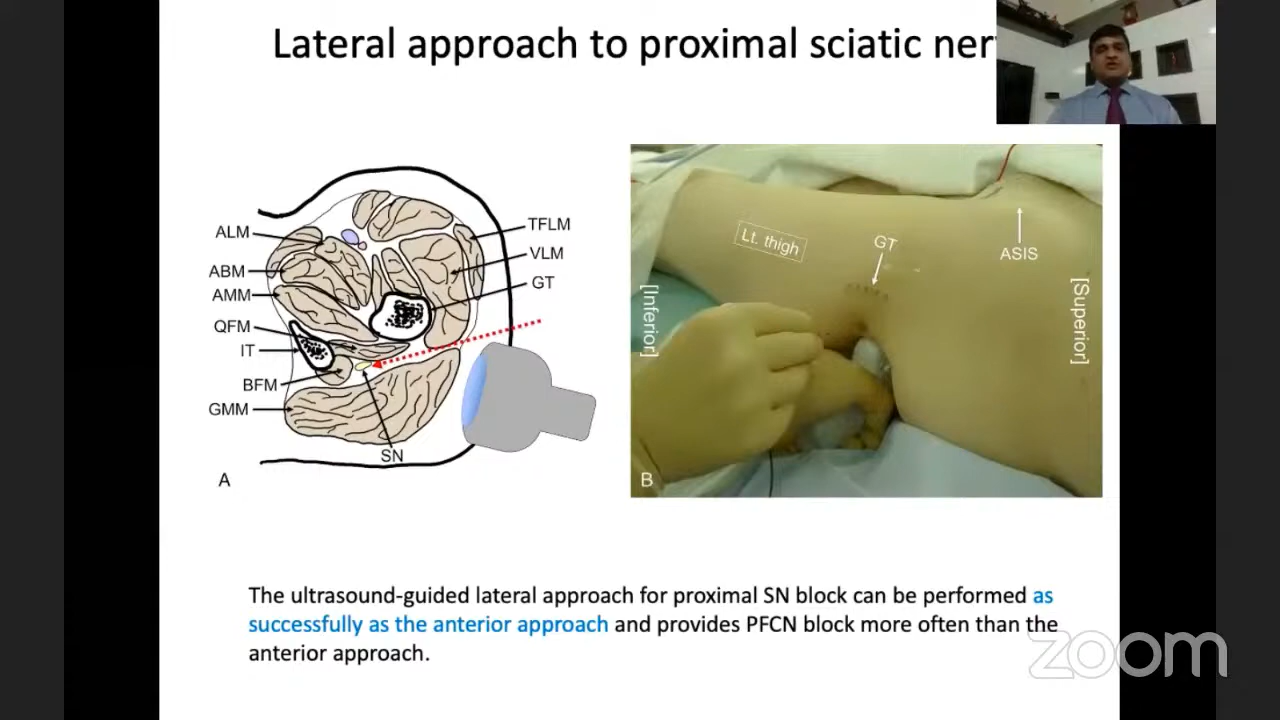 Lateral approach to proximal sciatic
ALM
ABM
AMM
QFM
IT
BFM
GMM
TFLM
VLM
GT
SN
A
Lt. thigh
GT
ASIS
[Inferior]
[Superior]
B
The ultrasound-guided lateral approach for proximal SN block can be performed as
successfully as the anterior approach and provides PFCN block more often than the
anterior approach.
zoom